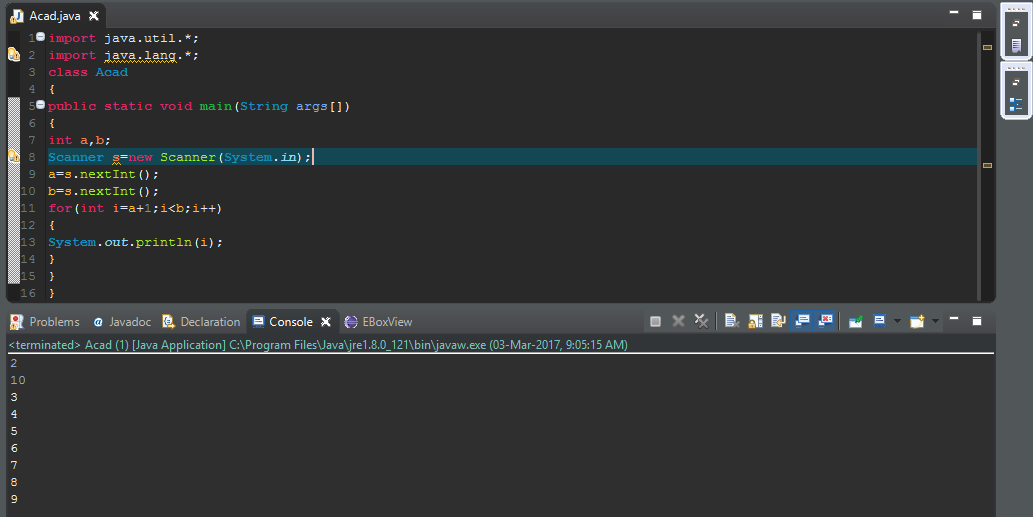 Acad.java
1 import java.util.*;
2 import java.lang.*;
3 class Acad
4 {
5 public static void main(String args[])
6 {
7 int a,b;
8 Scanner s=new Scanner(System.in);
9 a=s.nextInt();
10 b=s.nextInt();
11 for(int i=a+1;i<b;i++)
12 {
13 System.out.println(i);
14 }
15 }
16 }
Problems @ Javadoc Declaration Console EBoxView
<terminated> Acad (1) [Java Application] C:\Program Files\Java\jre1.8.0_121\bin\javaw.exe (03-Mar-2017, 9:05:15 AM)
2
10
3
4
5
6
7
8
9